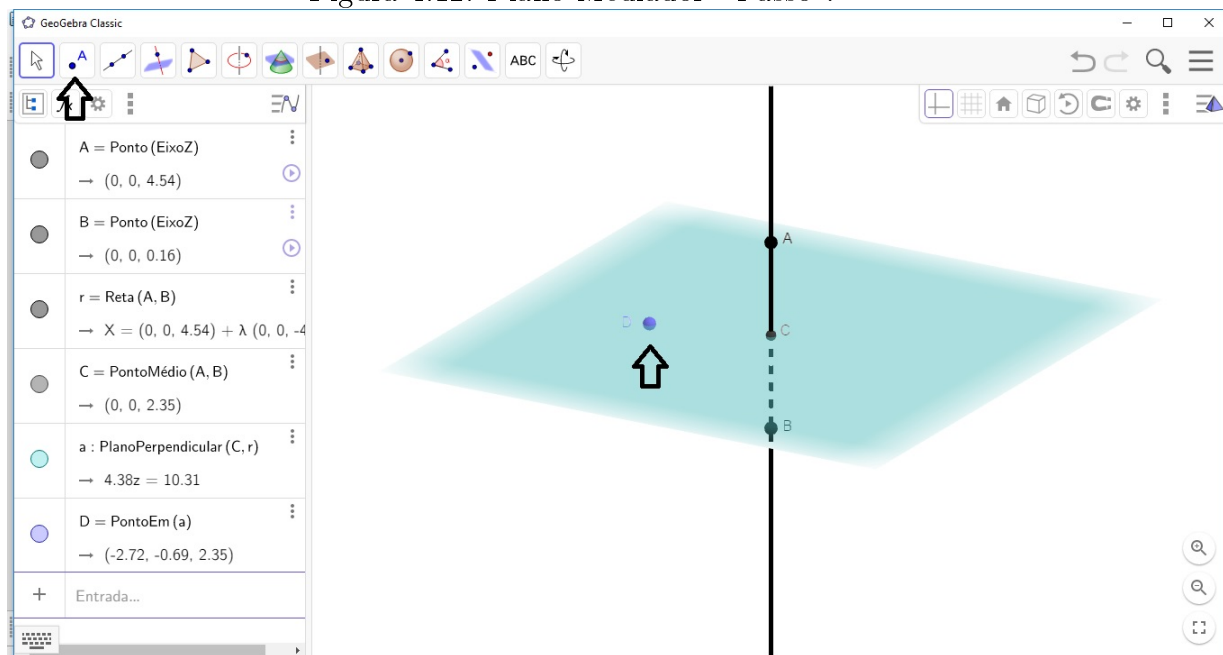 GeoGebra Classic
ABC
A = Ponto (EixoZ)
→ (0, 0, 4.54)
B = Ponto (EixoZ)
→ (0, 0, 0.16)
r = Reta (A, B)
→ X = (0, 0, 4.54) + λ (0, 0, -4
C = PontoMédio (A, B)
→ (0, 0, 2.35)
a : PlanoPerpendicular (C, r)
→ 4.38z = 10.31
D = PontoEm (a)
→ (-2.72, -0.69, 2.35)
Entrada...
A
D
C
B